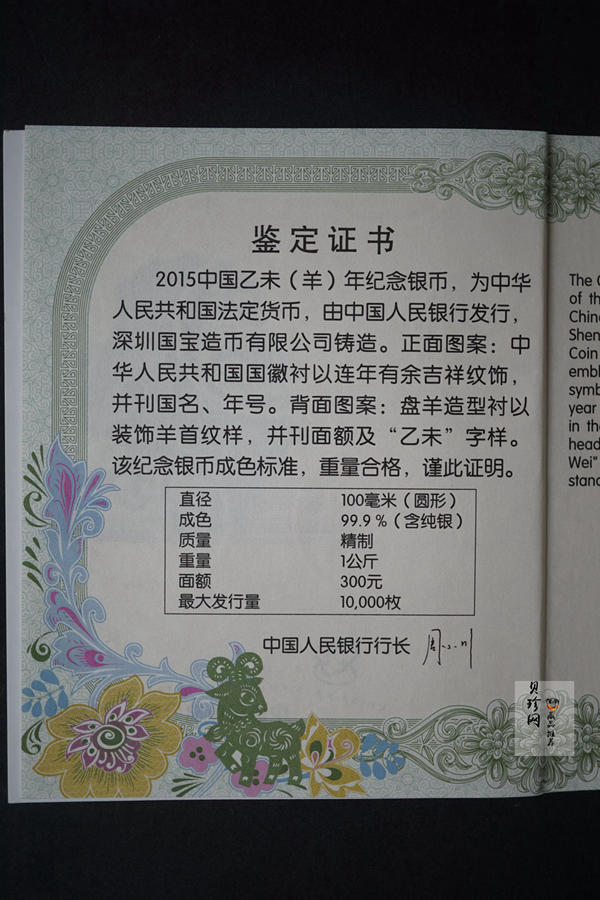 鉴定证书
2015中国乙未（羊）年纪念银币，为中华
人民共和国法定货币，由中国人民银行发行，
深圳国宝造币有限公司铸造。正面图案：中
华人民共和国国徽衬以连年有余吉祥纹饰，
并刊国名、年号。背面图案：盘羊造型衬以
装饰羊首纹样，并刊面额及“乙未”字样。
该纪念银币成色标准，重量合格，谨此证明。
直径 100毫米（圆形）
成色 99.9％（含纯银）
质量 精制
重量 1公斤
面额 300元
最大发行量 10,000枚
中国人民银行行长
The
of th
Chin
Shen
Coin
embl
symb
year
in the
head
Wei”
stand
贝珍网
藏品推荐